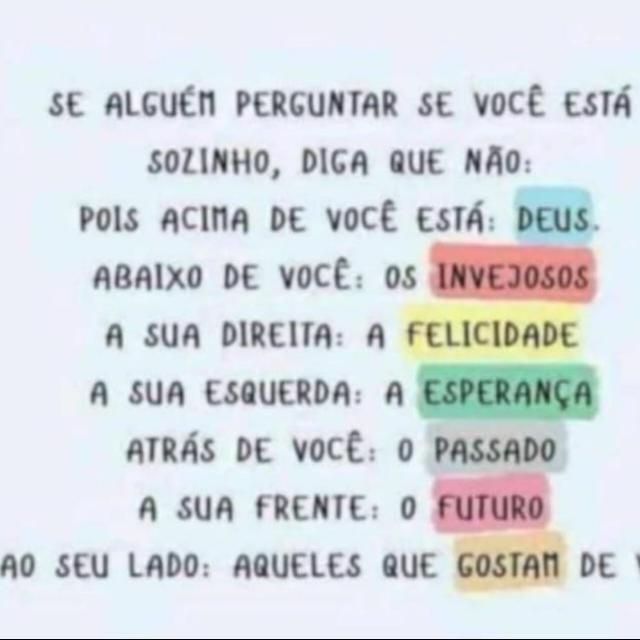 SE ALGUÉM PERGUNTAR SE VOCÊ ESTÁ
SOZINHO, DIGA QUE NÃO:
POIS ACIMA DE VOCÊ ESTÁ: DEUS.
ABAIXO DE VOCÊ: OS INVEJOSOS
A SUA DIREITA: A FELICIDADE
A SUA ESQUERDA: A ESPERANÇA
ATRÁS DE VOCÊ: O PASSADO
A SUA FRENTE: O FUTURO
AO SEU LADO: AQUELES QUE GOSTAM DE